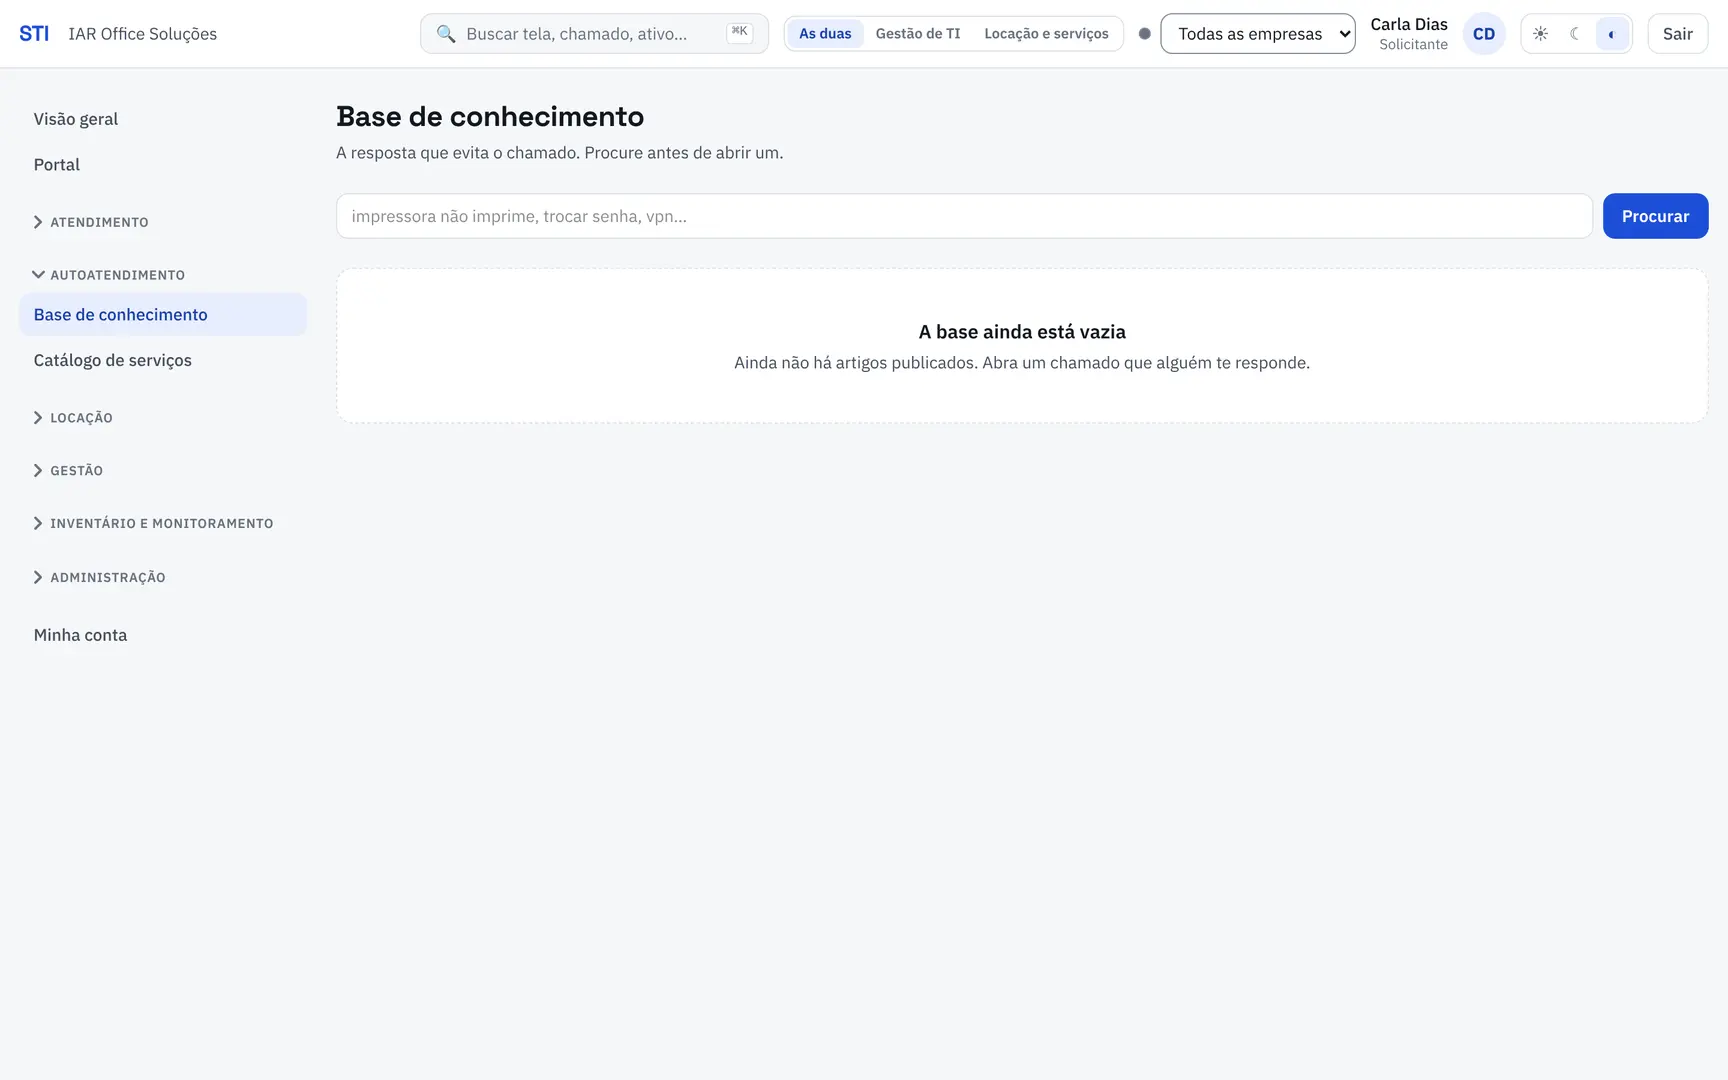 STI IAR Office Soluções
Buscar tela, chamado, ativo... ⌘K
As duas Gestão de TI Locação e serviços
Todas as empresas
Carla Dias
Solicitante
CD
Sair
Visão geral
Portal
ATENDIMENTO
AUTOATENDIMENTO
Base de conhecimento
Catálogo de serviços
LOCAÇÃO
GESTÃO
INVENTÁRIO E MONITORAMENTO
ADMINISTRAÇÃO
Minha conta
Base de conhecimento
A resposta que evita o chamado. Procure antes de abrir um.
impressora não imprime, trocar senha, vpn...
Procurar
A base ainda está vazia
Ainda não há artigos publicados. Abra um chamado que alguém te responde.